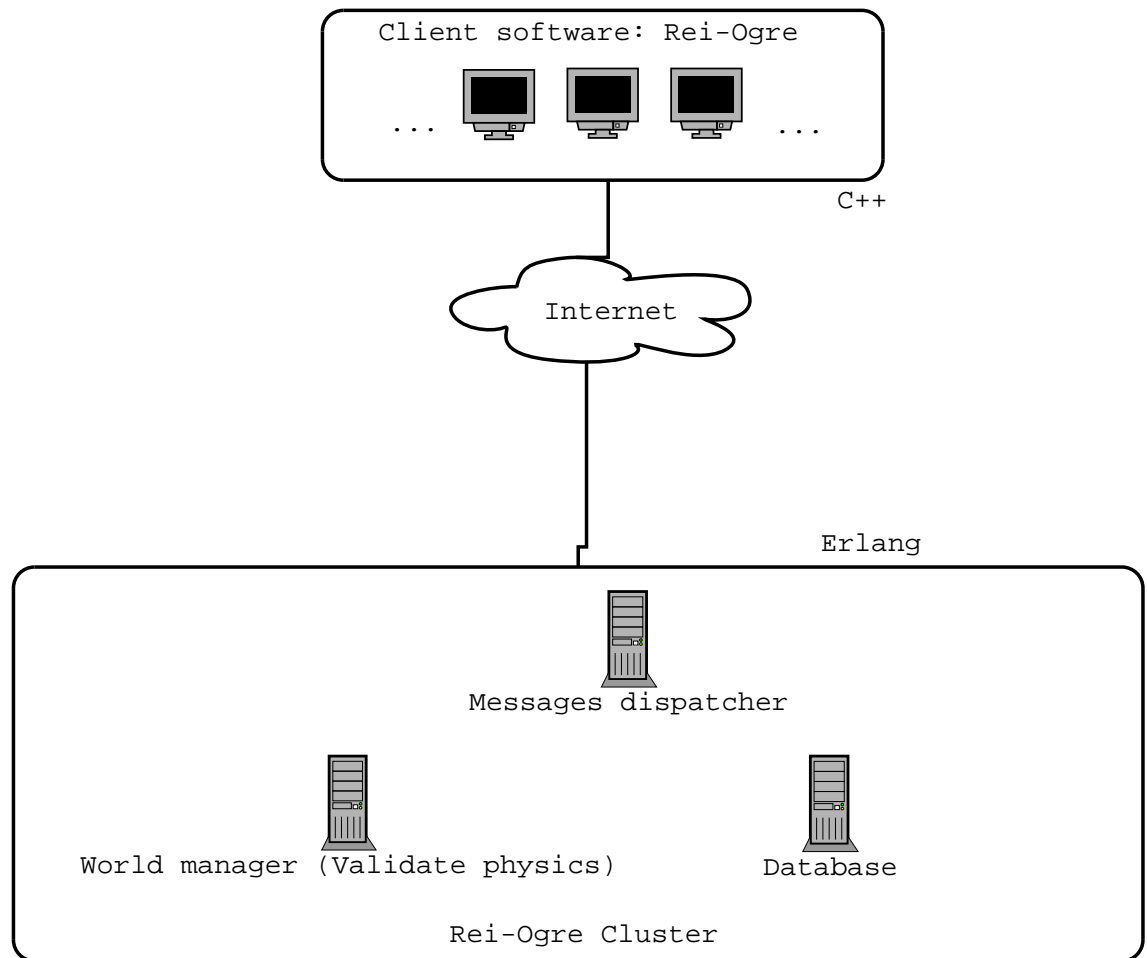 Client software: Rei-Ogre
... ...
C++
Internet
Erlang
Messages dispatcher
World manager (Validate physics)
Database
Rei-Ogre Cluster